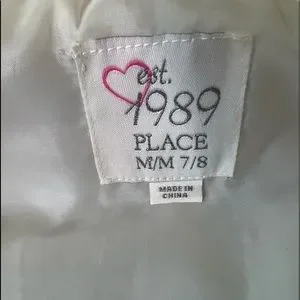 est.
1989
PLACE
M/M 7/8
MADE IN
CHINA